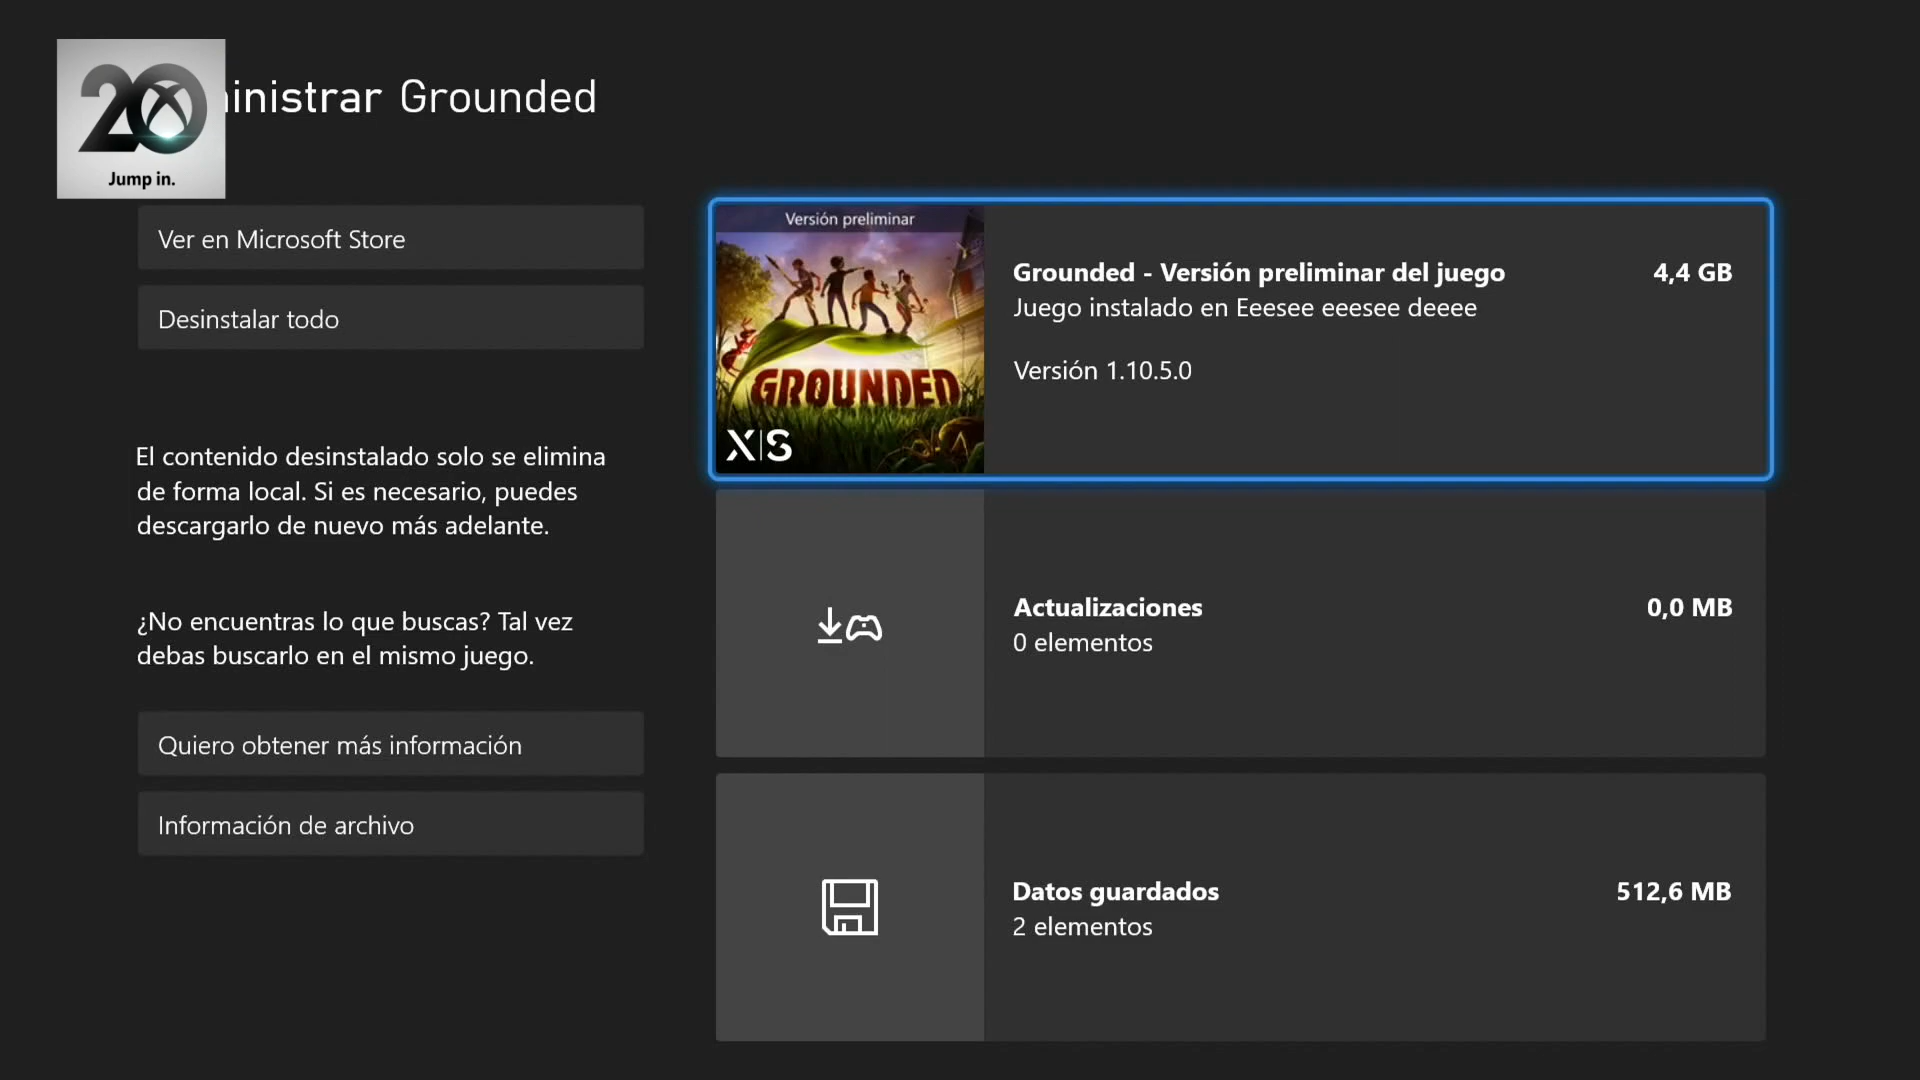 20
Jump in.
inistrar Grounded
Ver en Microsoft Store
Desinstalar todo
El contenido desinstalado solo se elimina
de forma local. Si es necesario, puedes
descargarlo de nuevo más adelante.
¿No encuentras lo que buscas? Tal vez
debas buscarlo en el mismo juego.
Quiero obtener más información
Información de archivo
Versión preliminar
GROUNDED
X|S
Grounded - Versión preliminar del juego 4,4 GB
Juego instalado en Eeesee eeesee deeee
Versión 1.10.5.0
Actualizaciones 0,0 MB
0 elementos
Datos guardados 512,6 MB
2 elementos